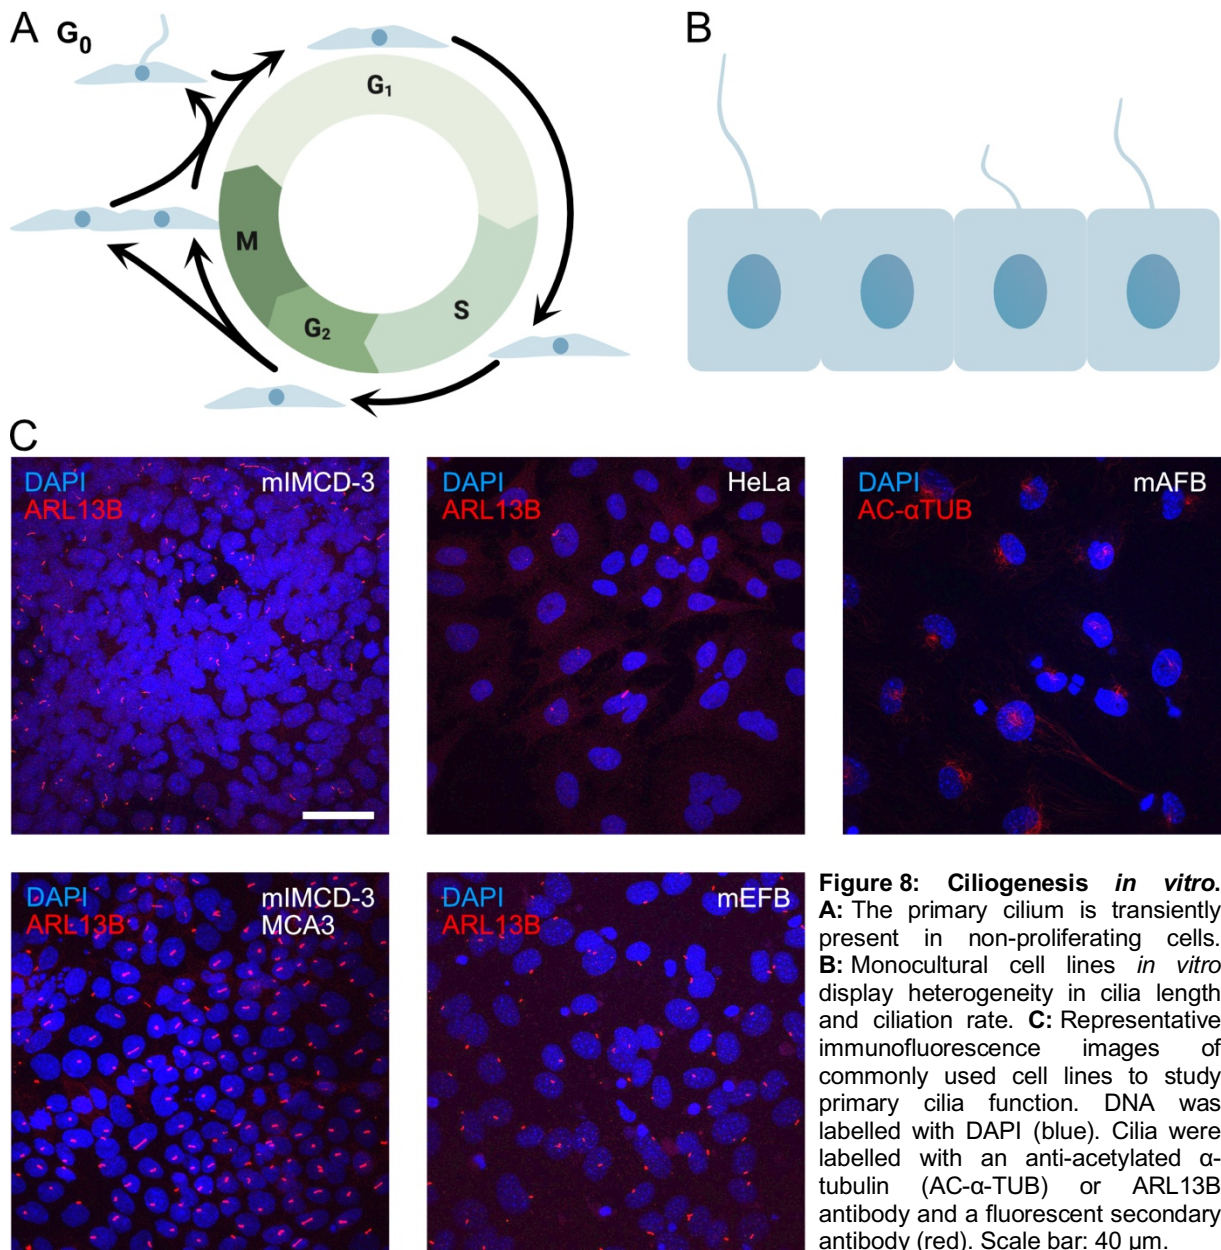 A
G0
G1
S
G2
M
B
C
DAPI
ARL13B
mIMCD-3
DAPI
ARL13B
HeLa
DAPI
AC-αTUB
mAFB
DAPI
ARL13B
mIMCD-3
MCA3
DAPI
ARL13B
mEFB
Figure 8: Ciliogenesis in vitro.
A: The primary cilium is transiently
present in non-proliferating cells.
B: Monocultural cell lines in vitro
display heterogeneity in cilia length
and ciliation rate. C: Representative
immunofluorescence images of
commonly used cell lines to study
primary cilia function. DNA was
labelled with DAPI (blue). Cilia were
labelled with an anti-acetylated α-
tubulin (AC-α-TUB) or ARL13B
antibody and a fluorescent secondary
antibody (red). Scale bar: 40 µm.